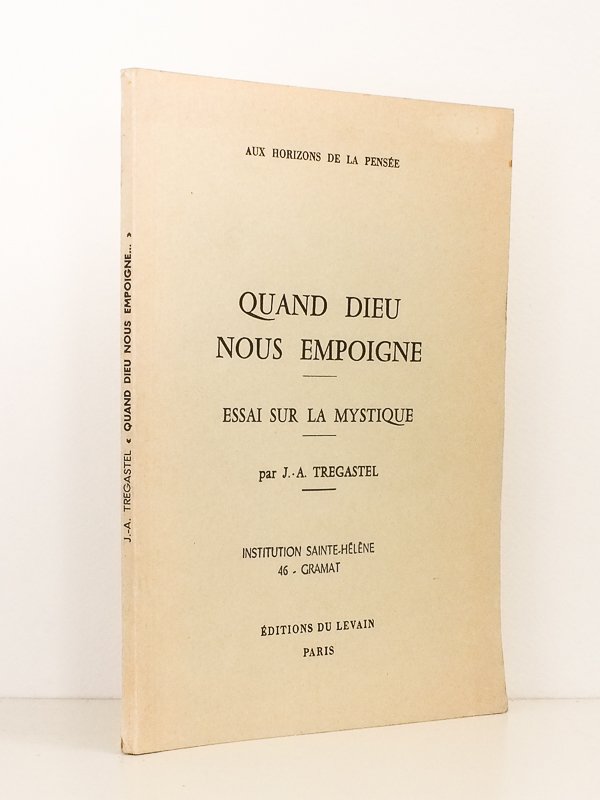 AUX HORIZONS DE LA PENSÉE
QUAND DIEU
NOUS EMPOIGNE
ESSAI SUR LA MYSTIQUE
par J.-A. TREGASTEL
INSTITUTION SAINTE-HÉLÈNE
46 - GRAMAT
ÉDITIONS DU LEVAIN
PARIS
J.-A. TREGASTEL « QUAND DIEU NOUS EMPOIGNE... »